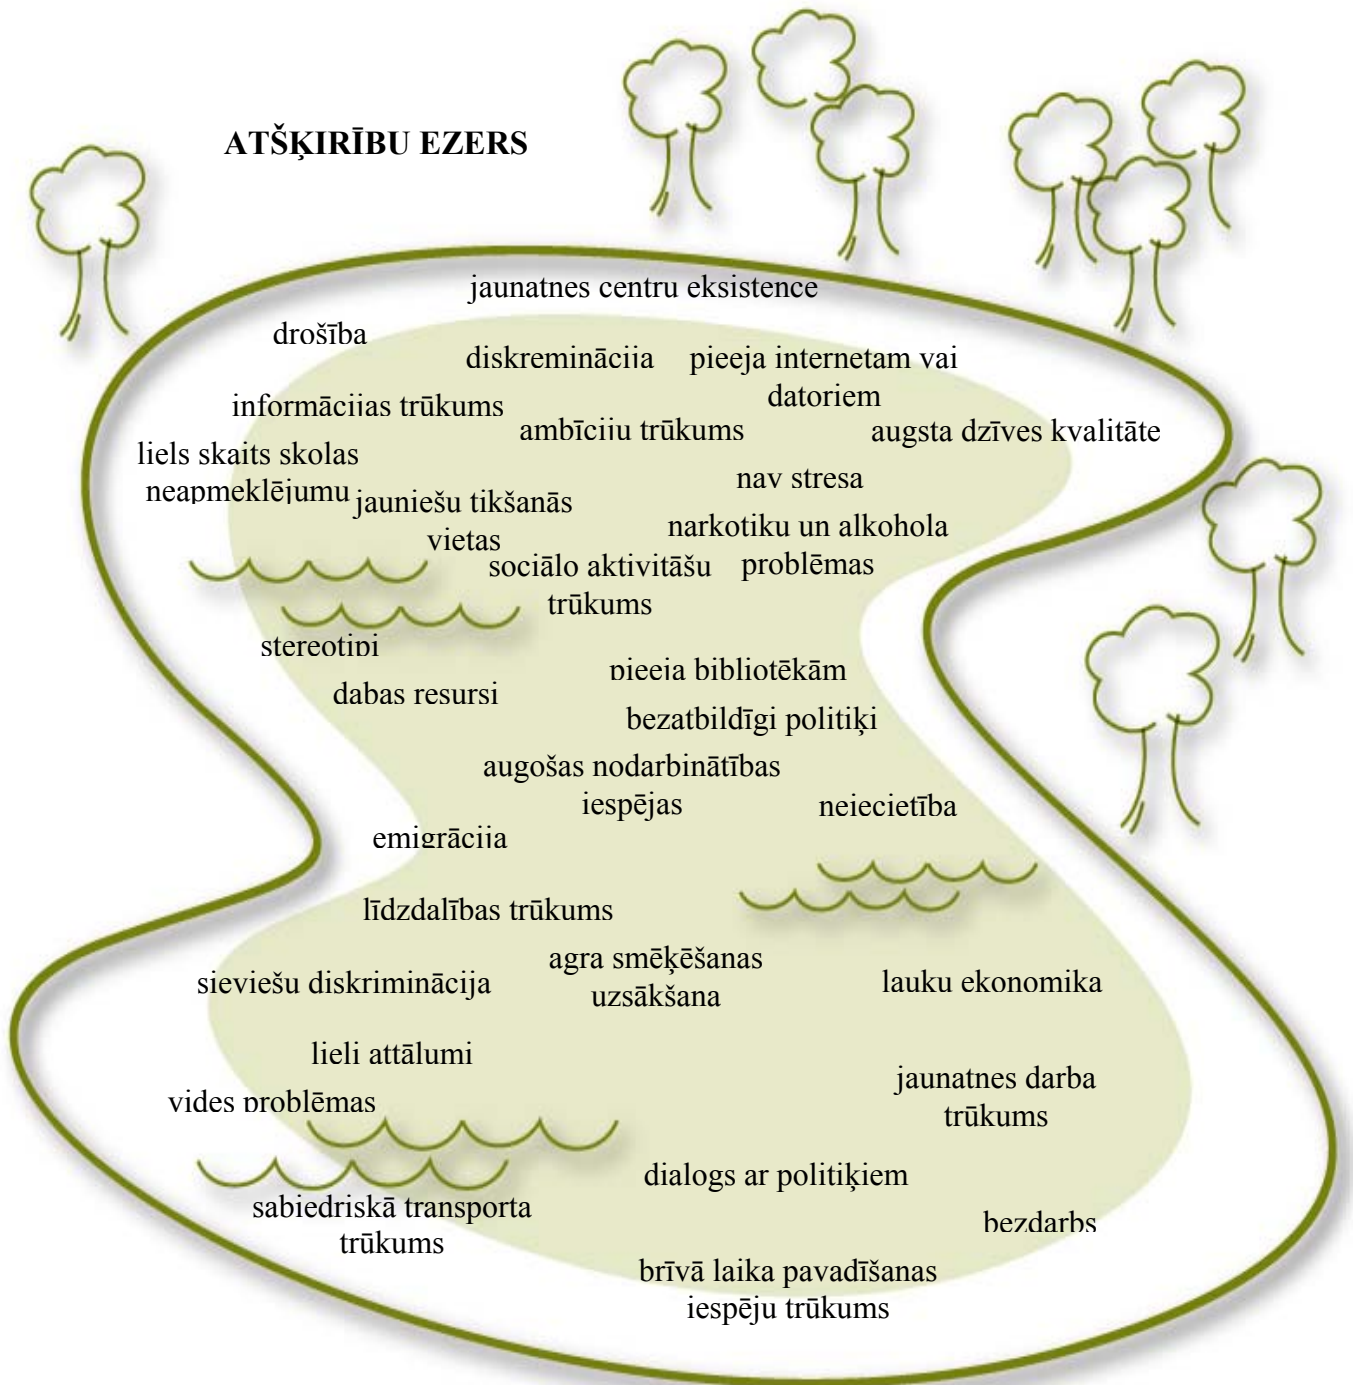 ATŠĶIRĪBU EZERS
jaunatnes centru eksistence
drošība
diskreminācija
pieeja internetam vai
datoriem
informācijas trūkums
ambīciju trūkums
augsta dzīves kvalitāte
liels skaits skolas
neapmeklējumu
nav stresa
jauniešu tikšanās
vietas
narkotiku un alkohola
problēmas
sociālo aktivitāšu
trūkums
stereotipi
pieeja bibliotēkām
dabas resursi
bezatbildīgi politiķi
augošas nodarbinātības
iespējas
neiecietība
emigrācija
līdzdalības trūkums
agra smēķēšanas
uzsākšana
sieviešu diskriminācija
lauku ekonomika
lieli attālumi
jaunatnes darba
trūkums
vides problēmas
dialogs ar politiķiem
sabiedriskā transporta
trūkums
bezdarbs
brīvā laika pavadīšanas
iespēju trūkums